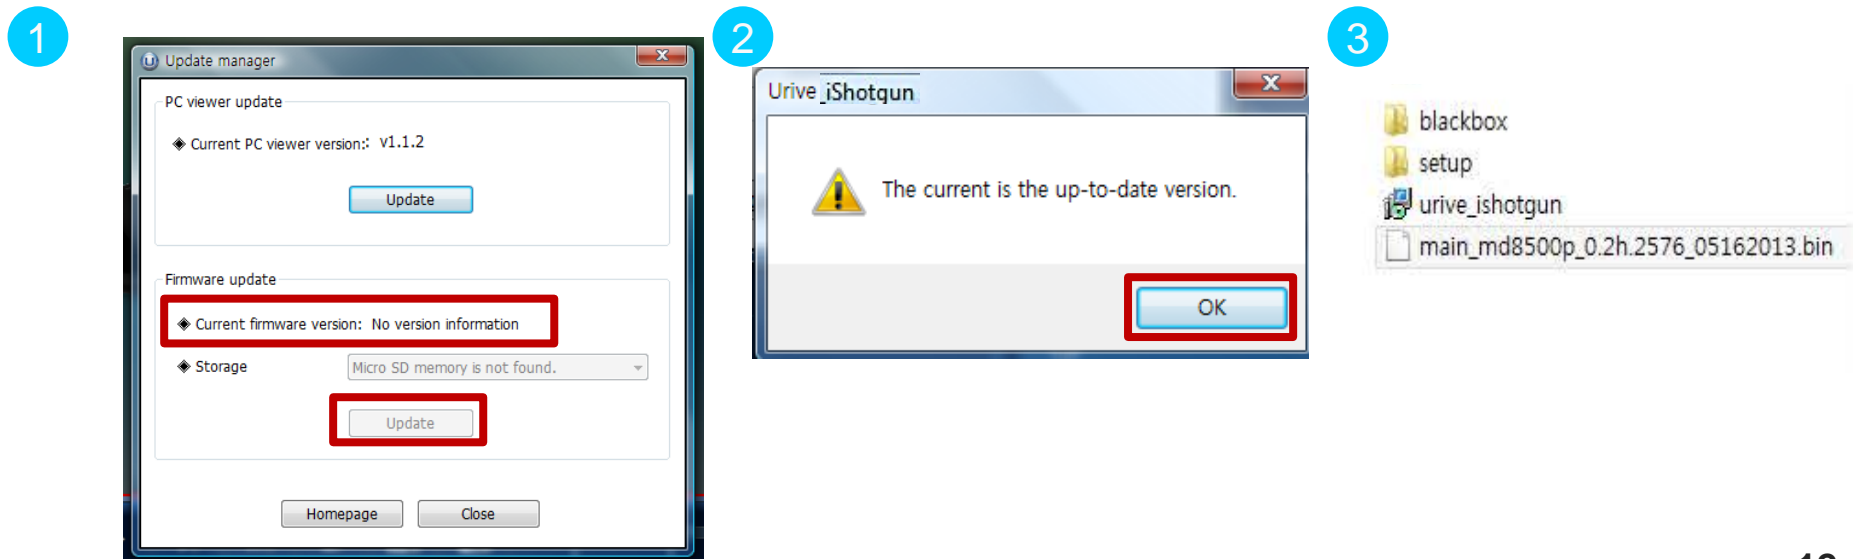 1
Update manager
PC viewer update
◈ Current PC viewer version:: v1.1.2
Update
Firmware update
◈ Current firmware version: No version information
◈ Storage
Micro SD memory is not found.
Update
Homepage
Close
2
Urive_iShotgun
The current is the up-to-date version.
OK
3
blackbox
setup
urive_ishotgun
main_md8500p_0.2h.2576_05162013.bin